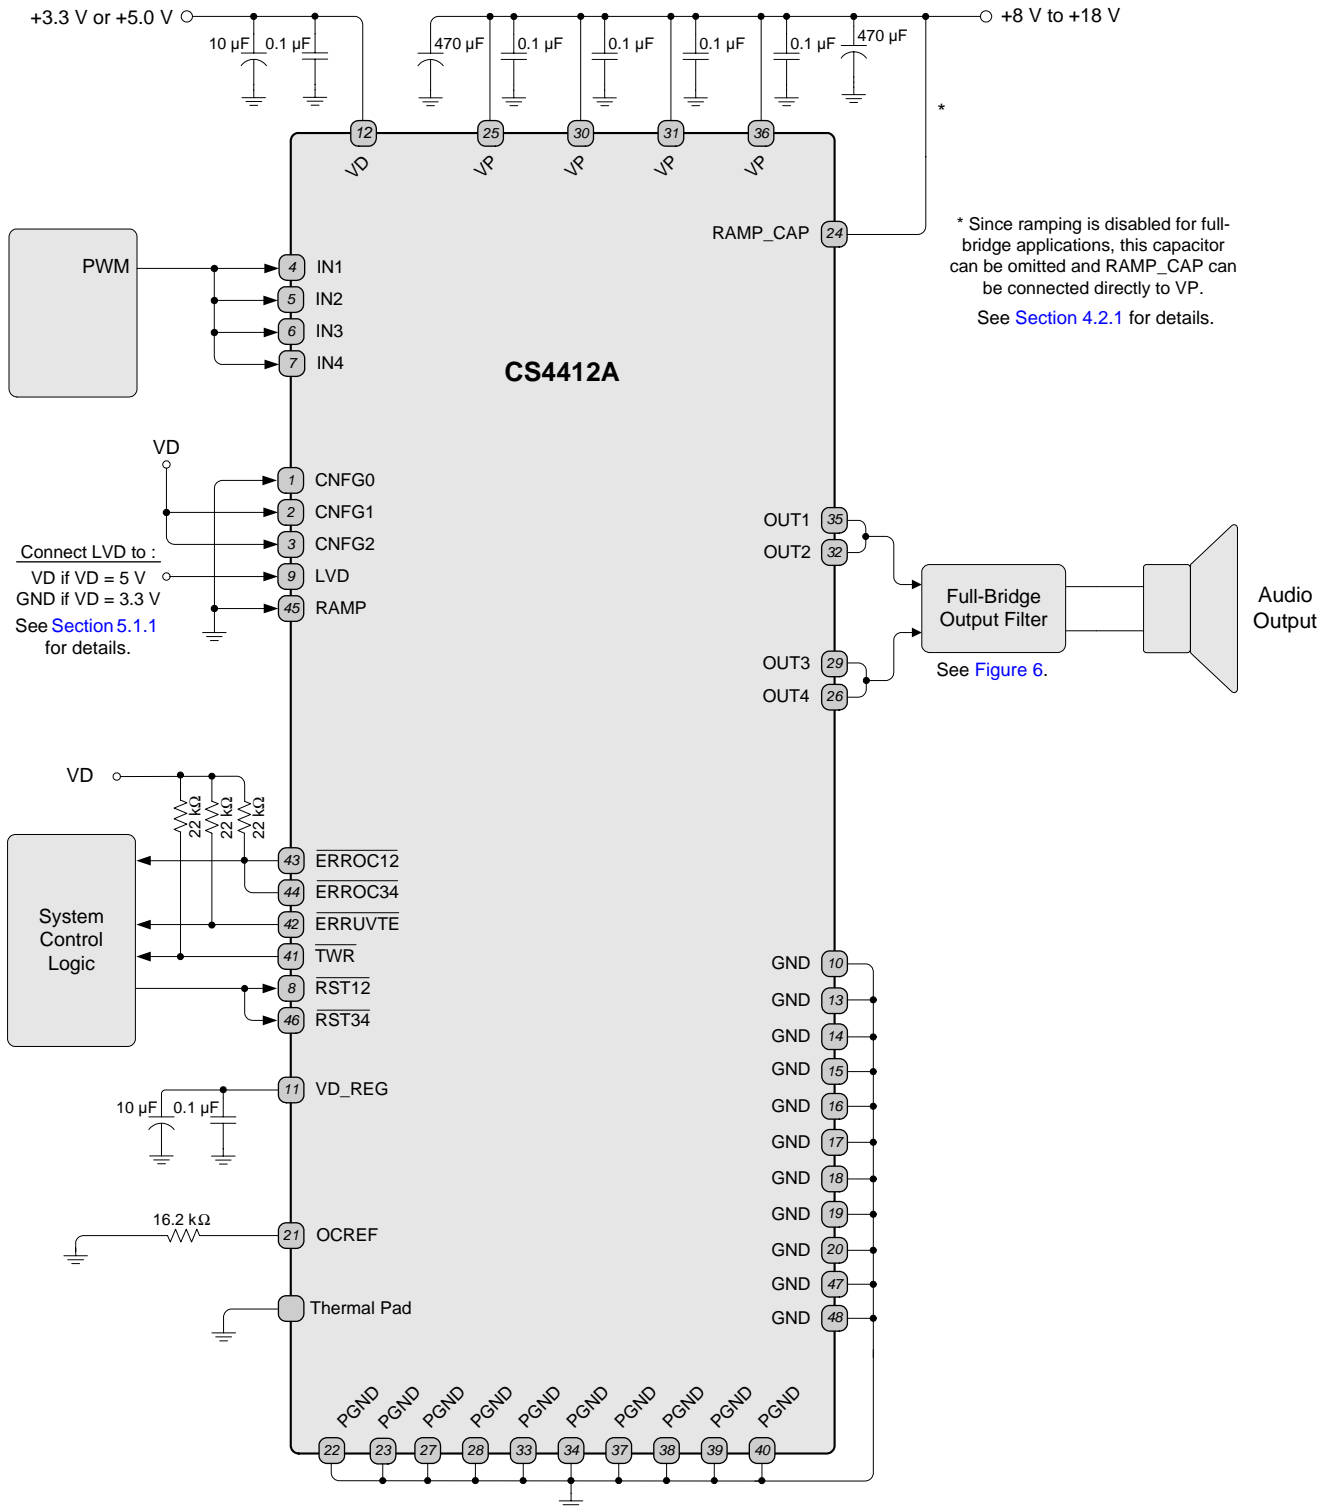 +3.3 V or +5.0 V
+8 V to +18 V
10 µF
0.1 µF
470 µF
0.1 µF
0.1 µF
0.1 µF
0.1 µF
470 µF
*
12
25
30
31
36
VD
VP
VP
VP
VP
RAMP_CAP
24
* Since ramping is disabled for full-
bridge applications, this capacitor
can be omitted and RAMP_CAP can
be connected directly to VP.
See Section 4.2.1 for details.
PWM
4
IN1
5
IN2
6
IN3
7
IN4
CS4412A
VD
1
CNFG0
2
CNFG1
3
CNFG2
9
LVD
45
RAMP
Connect LVD to :
VD if VD = 5 V
GND if VD = 3.3 V
See Section 5.1.1
for details.
OUT1
35
OUT2
32
OUT3
29
OUT4
26
Full-Bridge
Output Filter
See Figure 6.
Audio
Output
VD
22 kΩ
22 kΩ
22 kΩ
System
Control
Logic
43
ERROC12
44
ERROC34
42
ERRUVTE
41
TWR
8
RST12
46
RST34
11
VD_REG
10 µF
0.1 µF
16.2 kΩ
21
OCREF
Thermal Pad
GND
10
GND
13
GND
14
GND
15
GND
16
GND
17
GND
18
GND
19
GND
20
GND
47
GND
48
PGND
PGND
PGND
PGND
PGND
PGND
PGND
PGND
PGND
PGND
22
23
27
28
33
34
37
38
39
40